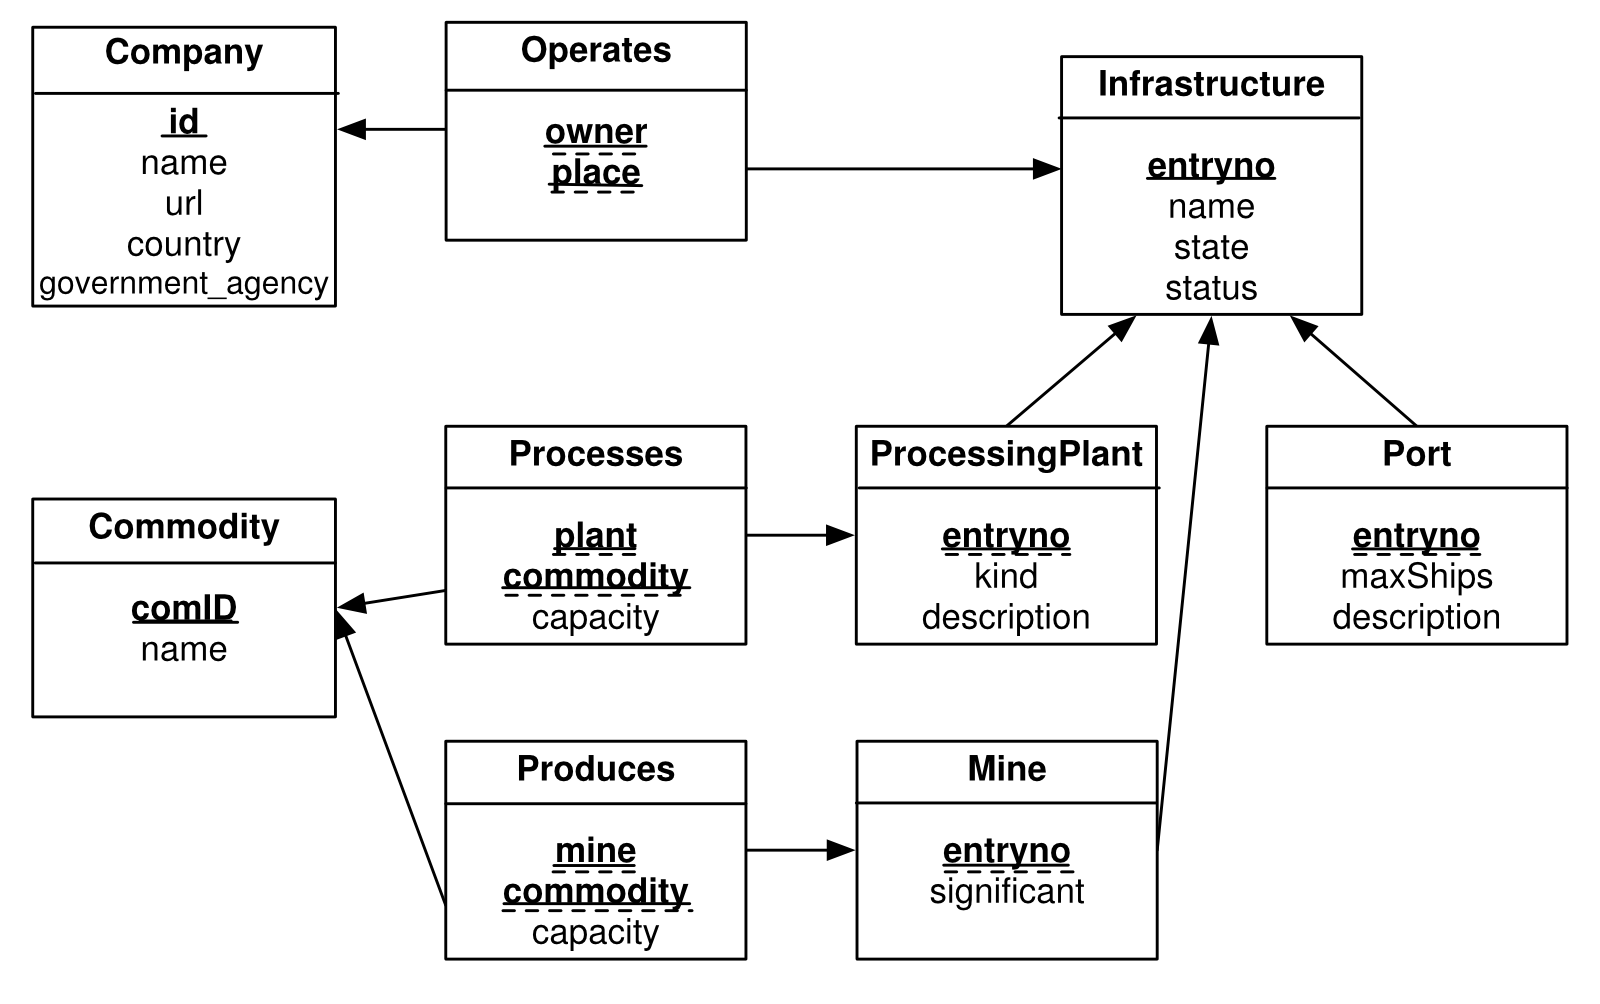 Company
id
name
url
country
government_agency
Operates
owner
place
Infrastructure
entryno
name
state
status
Commodity
comID
name
Processes
plant
commodity
capacity
ProcessingPlant
entryno
kind
description
Port
entryno
maxShips
description
Produces
mine
commodity
capacity
Mine
entryno
significant